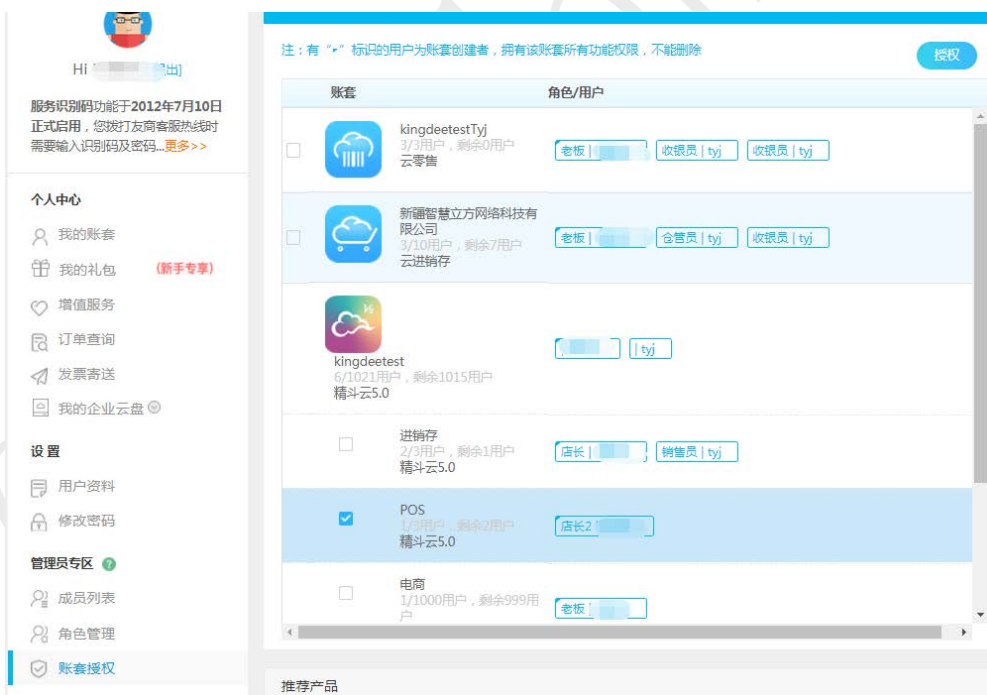 Hi 出]
服务识别码功能于2012年7月10日
正式启用，您拨打友商客服热线时
需要输入识别码及密码...更多>>
个人中心
我的账套
我的礼包 (新手专享)
增值服务
订单查询
发票寄送
我的企业云盘
设 置
用户资料
修改密码
管理员专区 ?
成员列表
角色管理
账套授权
注：有“”标识的用户为账套创建者，拥有该账套所有功能权限，不能删除
授权
账套 角色/用户
kingdeetestTyj
3/3用户，剩余0用户
云零售
老板 | 收银员 | tyj 收银员 | tyj
新疆智慧立方网络科技有
限公司
3/10用户，剩余7用户
云进销存
老板 | 仓管员 | tyj 收银员 | tyj
kingdeetest
6/1021用户，剩余1015用户
精斗云5.0
| tyj
进销存
2/3用户，剩余1用户
精斗云5.0
店长 | 销售员 | tyj
POS
1/3用户，剩余2用户
精斗云5.0
店长2
电商
1/1000用户，剩余999用
户
老板
推荐产品